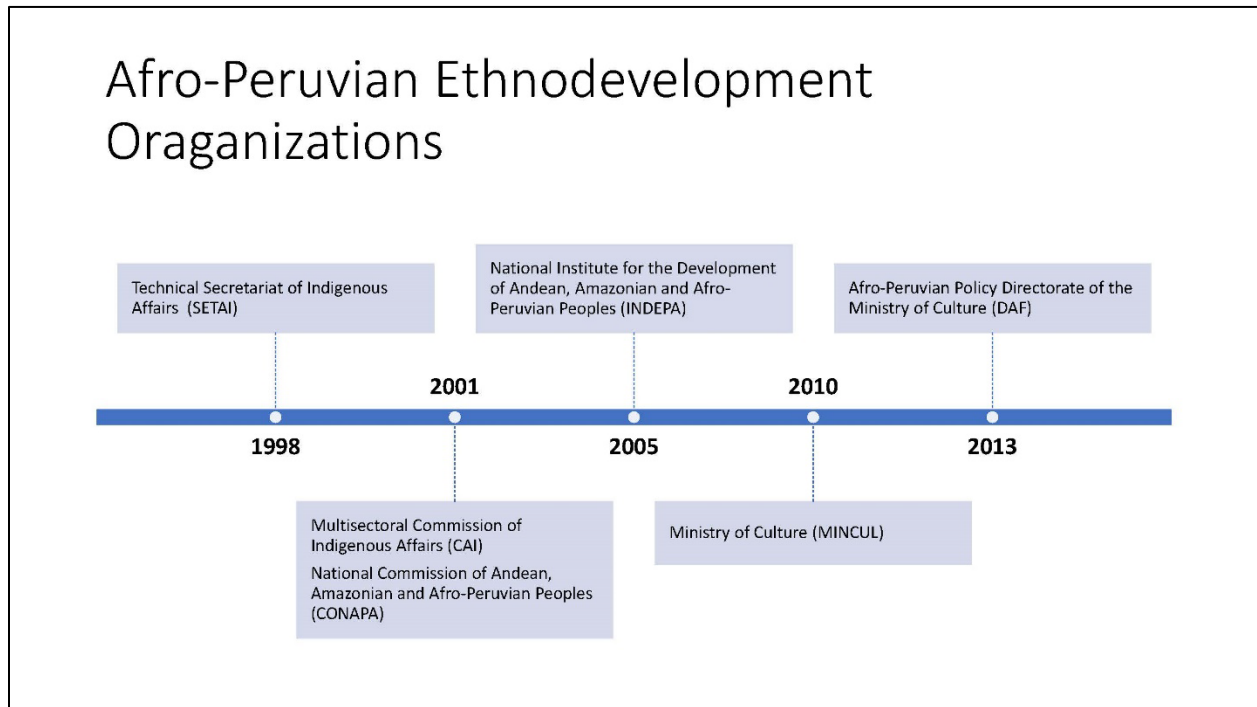 Afro-Peruvian Ethnodevelopment
Oraganizations
Technical Secretariat of Indigenous
Affairs  (SETAI)
National Institute for the Development
of Andean, Amazonian and Afro-
Peruvian Peoples (INDEPA)
Afro-Peruvian Policy Directorate of the
Ministry of Culture (DAF)
2001
2010
1998
2005
2013
Multisectoral Commission of
Indigenous Affairs (CAI)
National Commission of Andean,
Amazonian and Afro-Peruvian Peoples
(CONAPA)
Ministry of Culture (MINCUL)